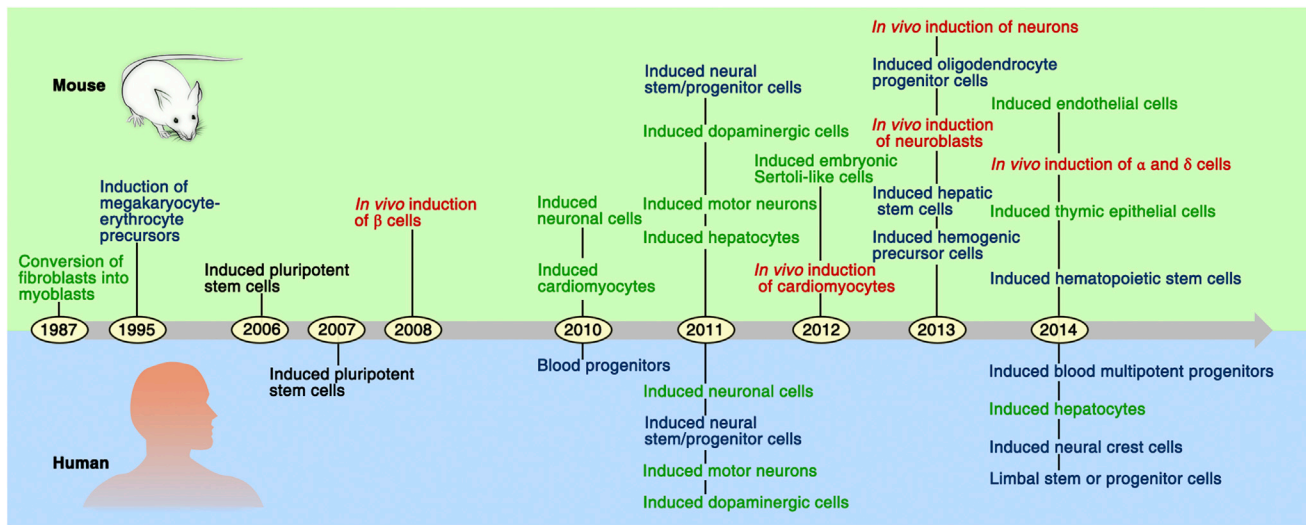 Mouse
Conversion of
fibroblasts into
myoblasts
Induction of
megakaryocyte-
erythrocyte
precursors
Induced pluripotent
stem cells
In vivo induction
of β cells
Induced
neuronal cells
Induced
cardiomyocytes
Induced neural
stem/progenitor cells
Induced dopaminergic cells
Induced motor neurons
Induced hepatocytes
Induced embryonic
Sertoli-like cells
In vivo induction
of cardiomyocytes
In vivo induction of neurons
Induced oligodendrocyte
progenitor cells
In vivo induction
of neuroblasts
Induced hepatic
stem cells
Induced hemogenic
precursor cells
Induced endothelial cells
In vivo induction of α and δ cells
Induced thymic epithelial cells
Induced hematopoietic stem cells
1987 1995 2006 2007 2008 2010 2011 2012 2013 2014
Human
Induced pluripotent
stem cells
Blood progenitors
Induced neuronal cells
Induced neural
stem/progenitor cells
Induced motor neurons
Induced dopaminergic cells
Induced blood multipotent progenitors
Induced hepatocytes
Induced neural crest cells
Limbal stem or progenitor cells